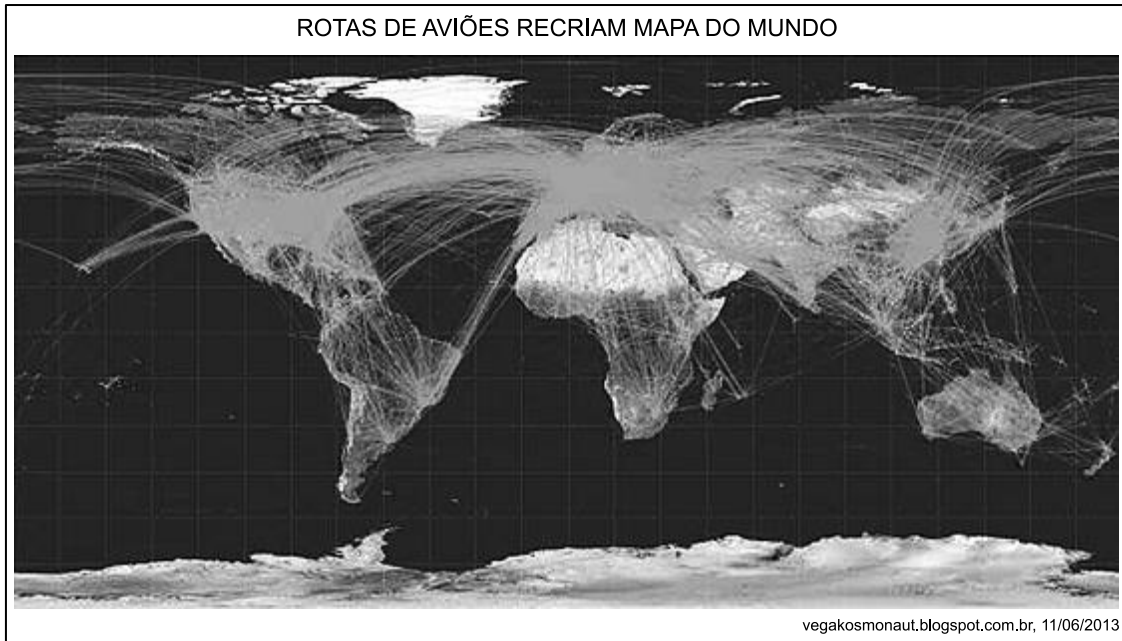 ROTAS DE AVIÕES RECRIAM MAPA DO MUNDO
vegakosmonaut.blogspot.com.br, 11/06/2013